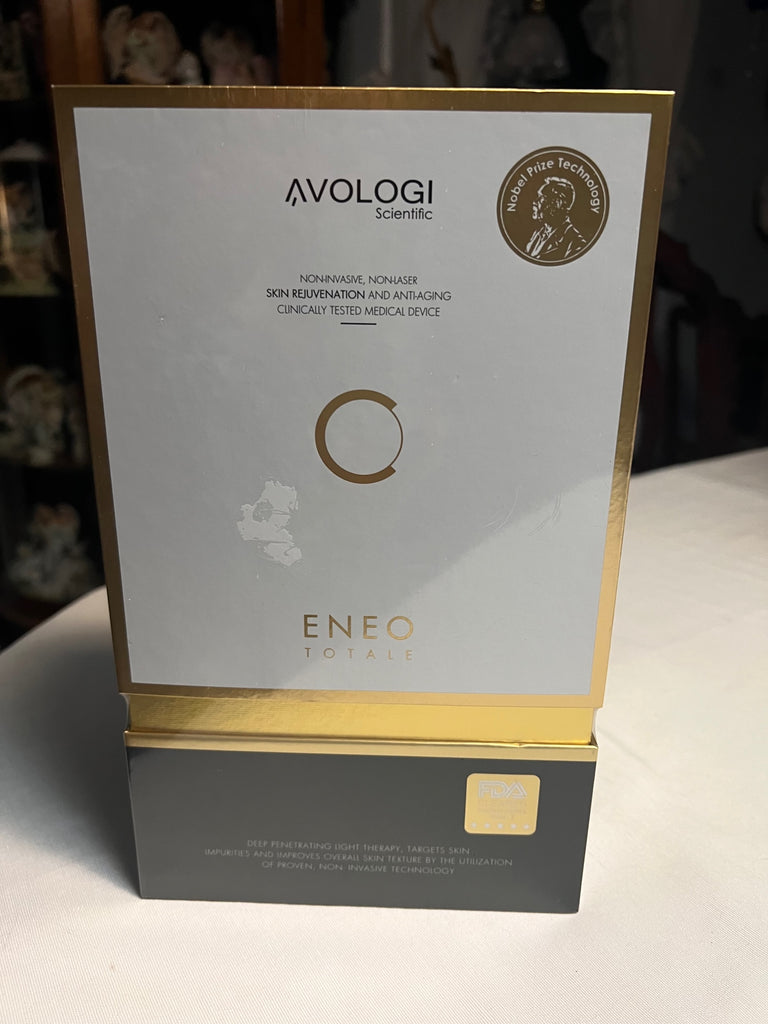 AVOLOGI
Scientific
Nobel Prize Technology
NON-INVASIVE, NON-LASER
SKIN REJUVENATION AND ANTI-AGING
CLINICALLY TESTED MEDICAL DEVICE
ENEO
TOTALE
FDA
DEEP PENETRATING LIGHT THERAPY, TARGETS SKIN
IMPURITIES AND IMPROVES OVERALL SKIN TEXTURE BY THE UTILIZATION
OF PROVEN, NON- INVASIVE TECHNOLOGY